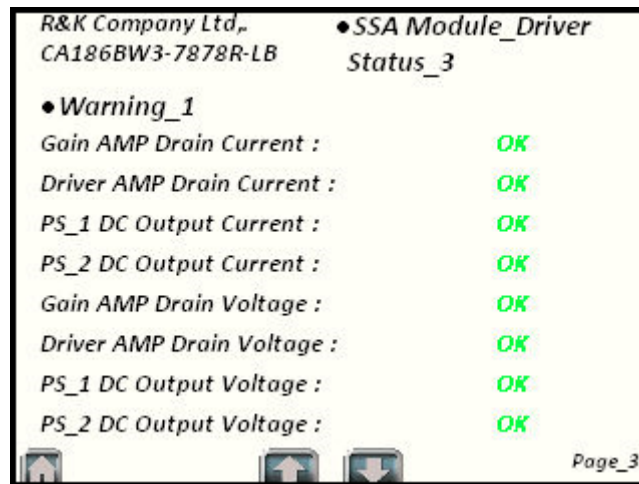 R&K Company Ltd,.
CA186BW3-7878R-LB
●SSA Module_Driver
Status_3
●Warning_1
Gain AMP Drain Current : OK
Driver AMP Drain Current : OK
PS_1 DC Output Current : OK
PS_2 DC Output Current : OK
Gain AMP Drain Voltage : OK
Driver AMP Drain Voltage : OK
PS_1 DC Output Voltage : OK
PS_2 DC Output Voltage : OK
Page_3